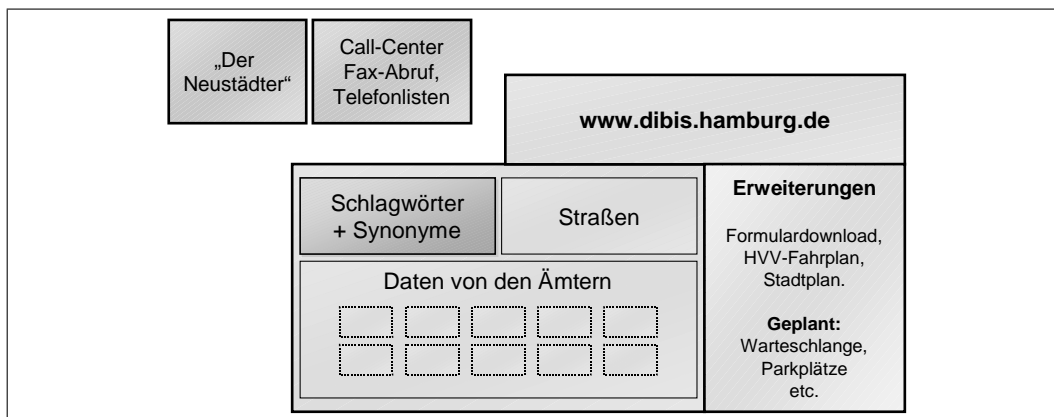 „Der
Neustädter“
Call-Center
Fax-Abruf,
Telefonlisten
www.dibis.hamburg.de
Schlagwörter
+ Synonyme
Straßen
Daten von den Ämtern
Erweiterungen
Formulardownload,
HVV-Fahrplan,
Stadtplan.
Geplant:
Warteschlange,
Parkplätze
etc.